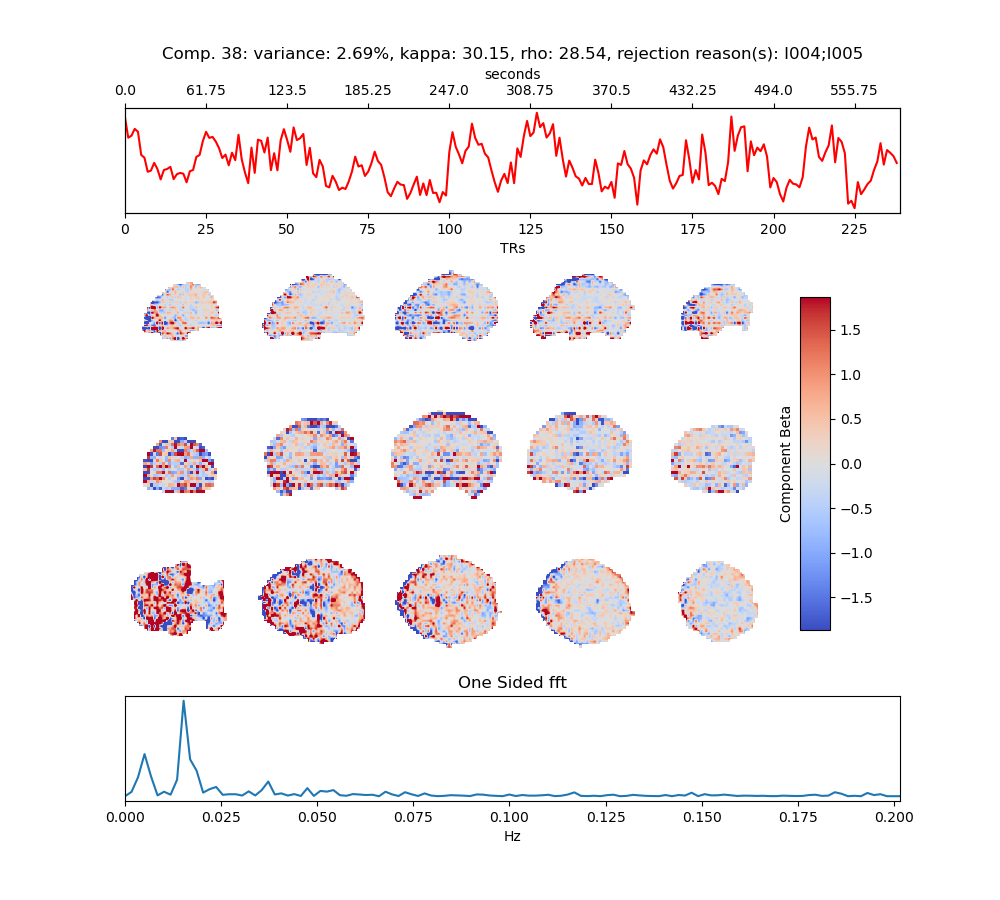 Comp. 38: variance: 2.69%, kappa: 30.15, rho: 28.54, rejection reason(s): I004;I005
seconds
0.0 61.75 123.5 185.25 247.0 308.75 370.5 432.25 494.0 555.75
0 25 50 75 100 125 150 175 200 225
TRs
1.5
1.0
0.5
0.0
−0.5
−1.0
−1.5
Component Beta
One Sided fft
0.000 0.025 0.050 0.075 0.100 0.125 0.150 0.175 0.200
Hz